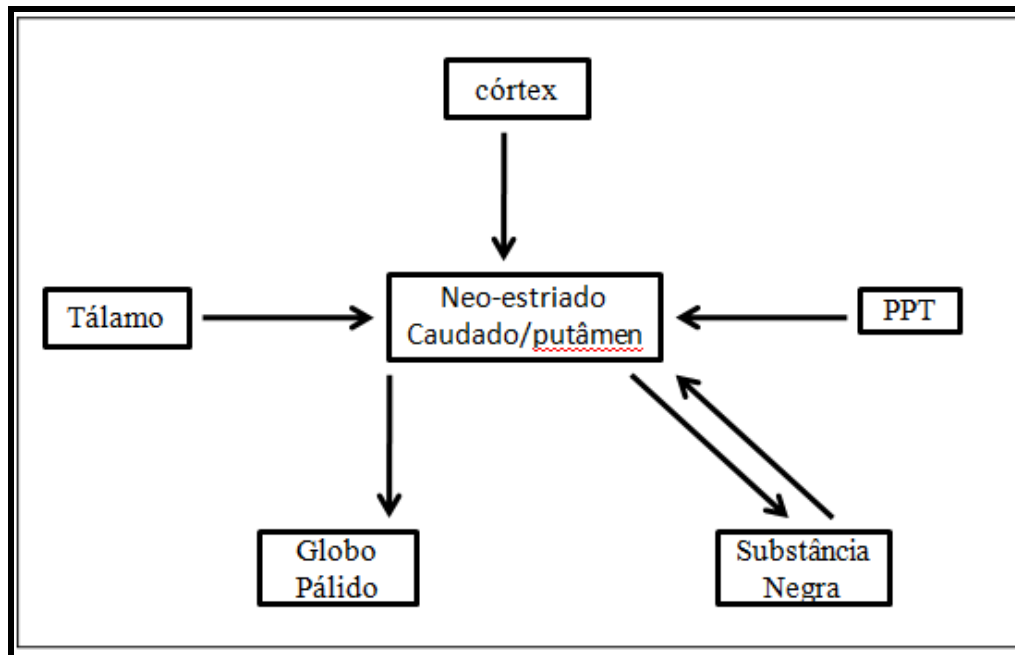 córtex
Tálamo
Neo-estriado
Caudado/putâmen
PPT
Globo
Pálido
Substância
Negra